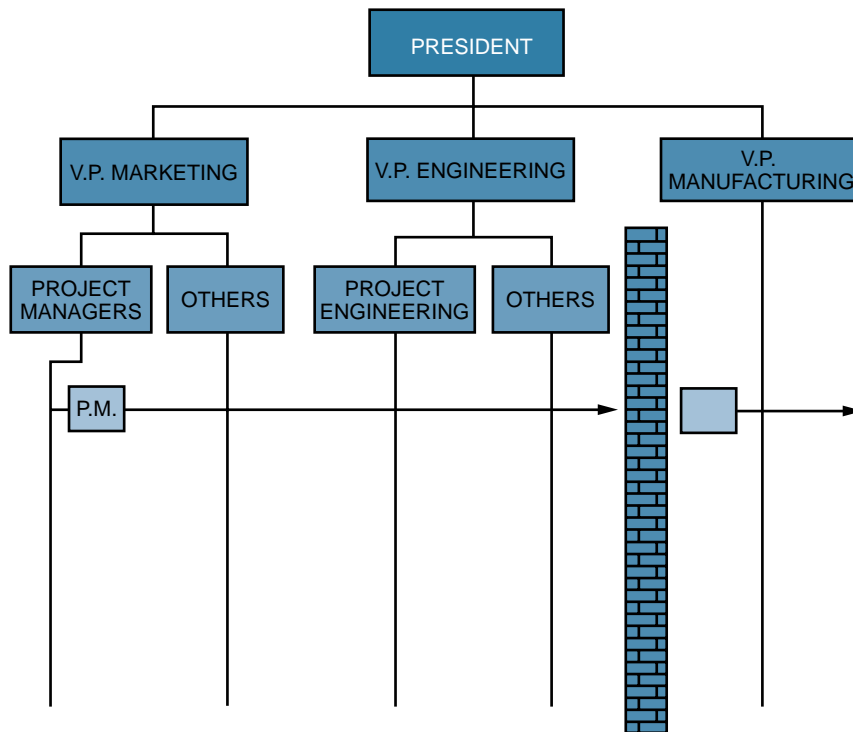 PRESIDENT
V.P. MARKETING
V.P. ENGINEERING
V.P.
MANUFACTURING
PROJECT
MANAGERS
OTHERS
PROJECT
ENGINEERING
OTHERS
P.M.